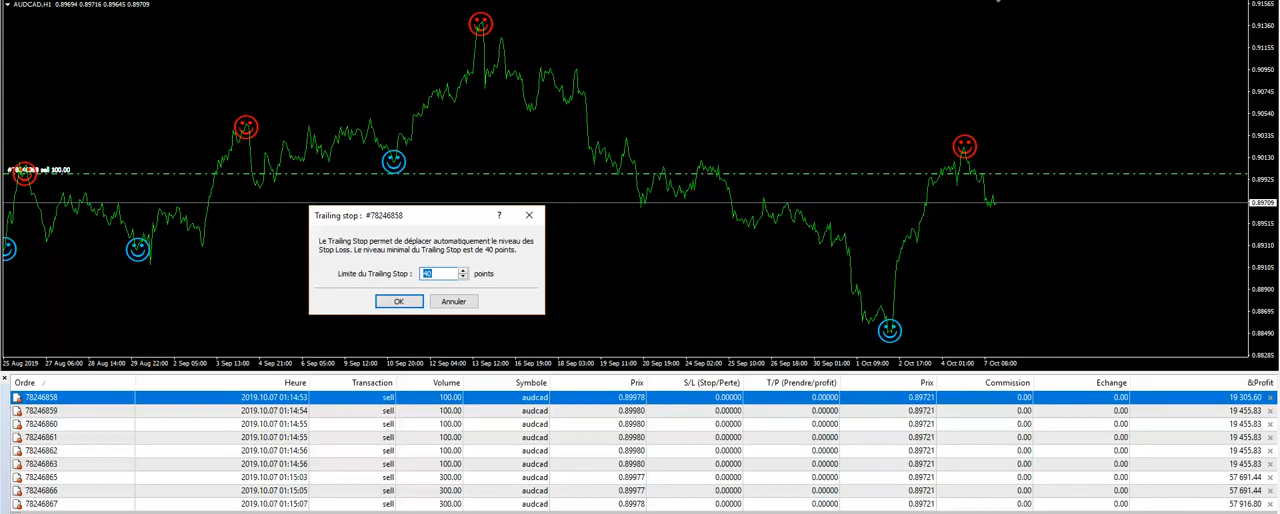 AUDCAD,H1 0.89694 0.89716 0.89645 0.89709
0.91565
0.91360
0.91155
0.90950
0.90745
0.90540
0.90335
0.90130
0.89925
0.89709
0.89510
0.89310
0.89105
0.88900
0.88695
0.88490
0.88285
sell 100.00
Trailing stop : #78246858 ?
Le Trailing Stop permet de déplacer automatiquement le niveau des
Stop Loss. Le niveau minimal du Trailing Stop est de 40 points.
Limite du Trailing Stop : 40 points
OK Annuler
25 Aug 2019 27 Aug 06:00 28 Aug 14:00 29 Aug 22:00 3 Sep 13:00 4 Sep 21:00 6 Sep 05:00 9 Sep 12:00 10 Sep 20:00 12 Sep 04:00 13 Sep 12:00 16 Sep 19:00 18 Sep 03:00 19 Sep 11:00 20 Sep 19:00 24 Sep 02:00 25 Sep 10:00 26 Sep 18:00 30 Sep 01:00 1 Oct 09:00 2 Oct 17:00 4 Oct 01:00 7 Oct 08:00
Ordre / Heure Transaction Volume Symbole Prix S/L (Stop/Perte) T/P (Prendre/profit) Prix Commission Echange &Profit
78246858 2019.10.07 01:14:53 sell 100.00 audcad 0.89978 0.00000 0.00000 0.89721 0.00 0.00 19 305.60
78246859 2019.10.07 01:14:54 sell 100.00 audcad 0.89980 0.00000 0.00000 0.89721 0.00 0.00 19 455.83
78246860 2019.10.07 01:14:55 sell 100.00 audcad 0.89980 0.00000 0.00000 0.89721 0.00 0.00 19 455.83
78246861 2019.10.07 01:14:55 sell 100.00 audcad 0.89980 0.00000 0.00000 0.89721 0.00 0.00 19 455.83
78246862 2019.10.07 01:14:56 sell 100.00 audcad 0.89980 0.00000 0.00000 0.89721 0.00 0.00 19 455.83
78246863 2019.10.07 01:14:56 sell 100.00 audcad 0.89980 0.00000 0.00000 0.89721 0.00 0.00 19 455.83
78246865 2019.10.07 01:15:03 sell 300.00 audcad 0.89977 0.00000 0.00000 0.89721 0.00 0.00 57 691.44
78246866 2019.10.07 01:15:05 sell 300.00 audcad 0.89977 0.00000 0.00000 0.89721 0.00 0.00 57 691.44
78246867 2019.10.07 01:15:07 sell 300.00 audcad 0.89978 0.00000 0.00000 0.89721 0.00 0.00 57 916.80